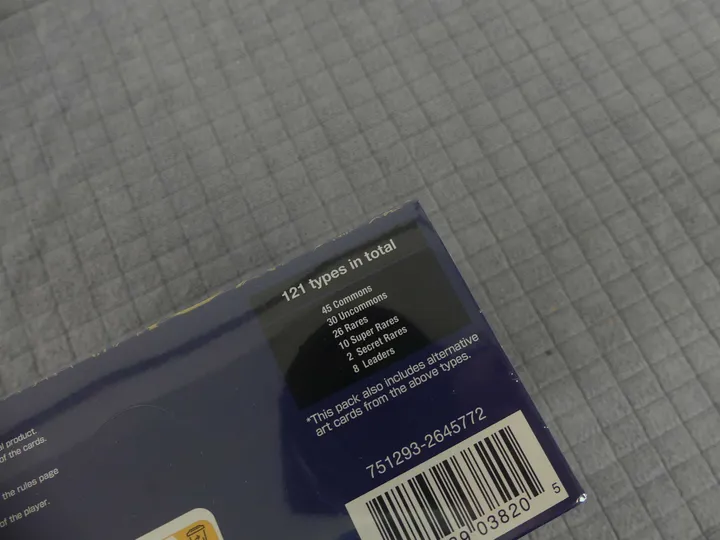 121 types in total
45 Commons
30 Uncommons
26 Rares
10 Super Rares
2 Secret Rares
8 Leaders
*This pack also includes alternative
art cards from the above types.
product.
of the cards.
the rules page
of the player.
751293-2645772
03820 5